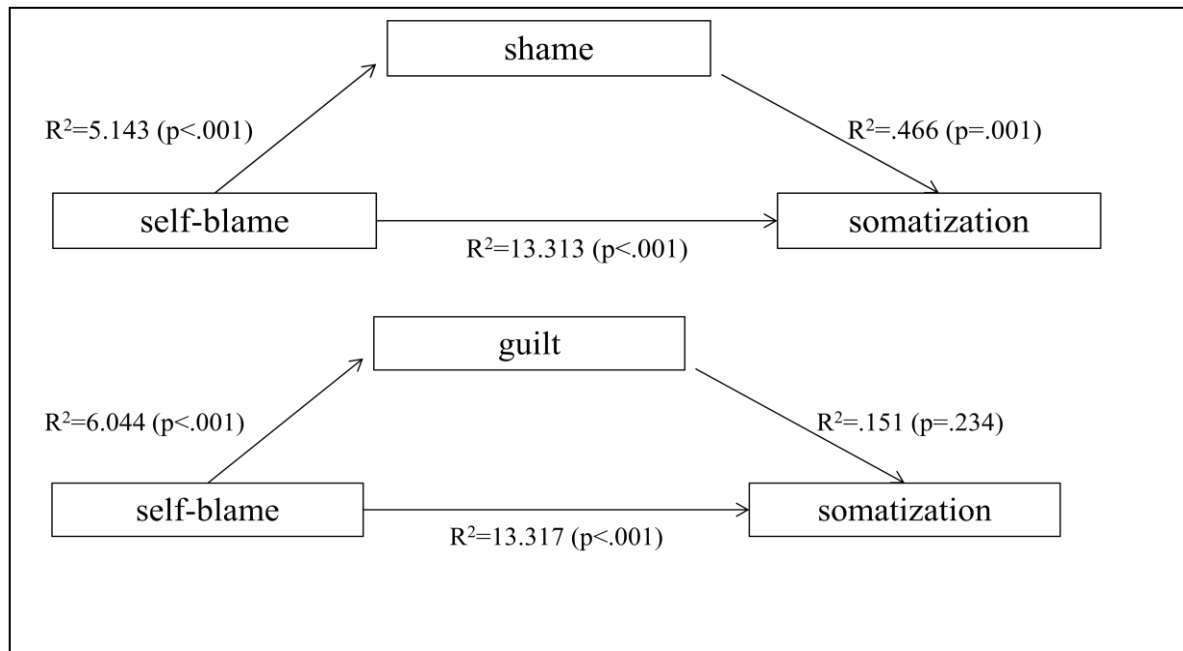 shame
R²=5.143 (p<.001)
R²=.466 (p=.001)
self-blame
somatization
R²=13.313 (p<.001)
guilt
R²=6.044 (p<.001)
R²=.151 (p=.234)
self-blame
somatization
R²=13.317 (p<.001)